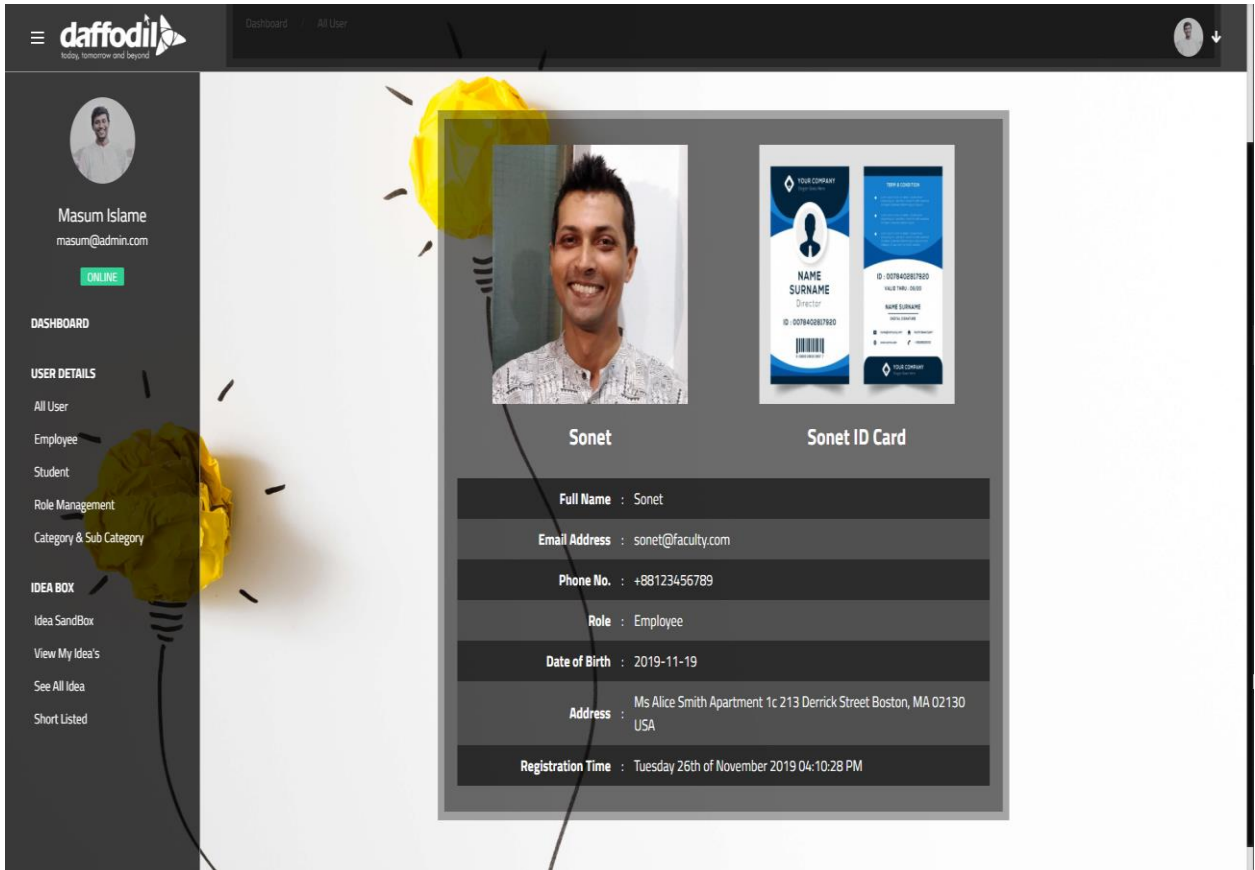 daffodil
today, tomorrow and beyond
Dashboard / All User
Masum Islame
masum@admin.com
ONLINE
DASHBOARD
USER DETAILS
All User
Employee
Student
Role Management
Category & Sub Category
IDEA BOX
Idea SandBox
View My Idea's
See All Idea
Short Listed
YOUR COMPANY
NAME
SURNAME
Director
ID : 0078402817820
TERM & CONDITION
ID : 0078402817820
NAME SURNAME
YOUR COMPANY
Sonet
Sonet ID Card
Full Name : Sonet
Email Address : sonet@faculty.com
Phone No. : +88123456789
Role : Employee
Date of Birth : 2019-11-19
Address : Ms Alice Smith Apartment 1c 213 Derrick Street Boston, MA 02130
USA
Registration Time : Tuesday 26th of November 2019 04:10:28 PM